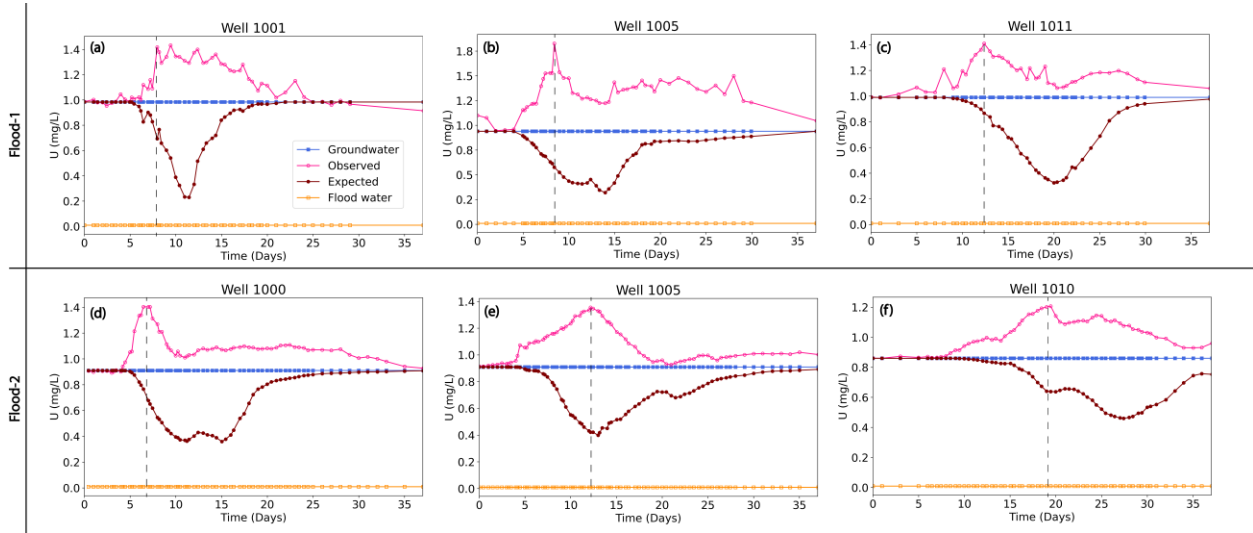 Flood-1
Well 1001
(a)
U (mg/L)
1.4
1.2
1.0
0.8
0.6
0.4
0.2
0.0
Groundwater
Observed
Expected
Flood water
0 5 10 15 20 25 30 35
Time (Days)
Well 1005
(b)
U (mg/L)
1.8
1.5
1.2
1.0
0.8
0.5
0.2
0.0
0 5 10 15 20 25 30 35
Time (Days)
Well 1011
(c)
U (mg/L)
1.4
1.2
1.0
0.8
0.6
0.4
0.2
0.0
0 5 10 15 20 25 30 35
Time (Days)
Flood-2
Well 1000
(d)
U (mg/L)
1.4
1.2
1.0
0.8
0.6
0.4
0.2
0.0
0 5 10 15 20 25 30 35
Time (Days)
Well 1005
(e)
U (mg/L)
1.4
1.2
1.0
0.8
0.6
0.4
0.2
0.0
0 5 10 15 20 25 30 35
Time (Days)
Well 1010
(f)
U (mg/L)
1.2
1.0
0.8
0.6
0.4
0.2
0.0
0 5 10 15 20 25 30 35
Time (Days)